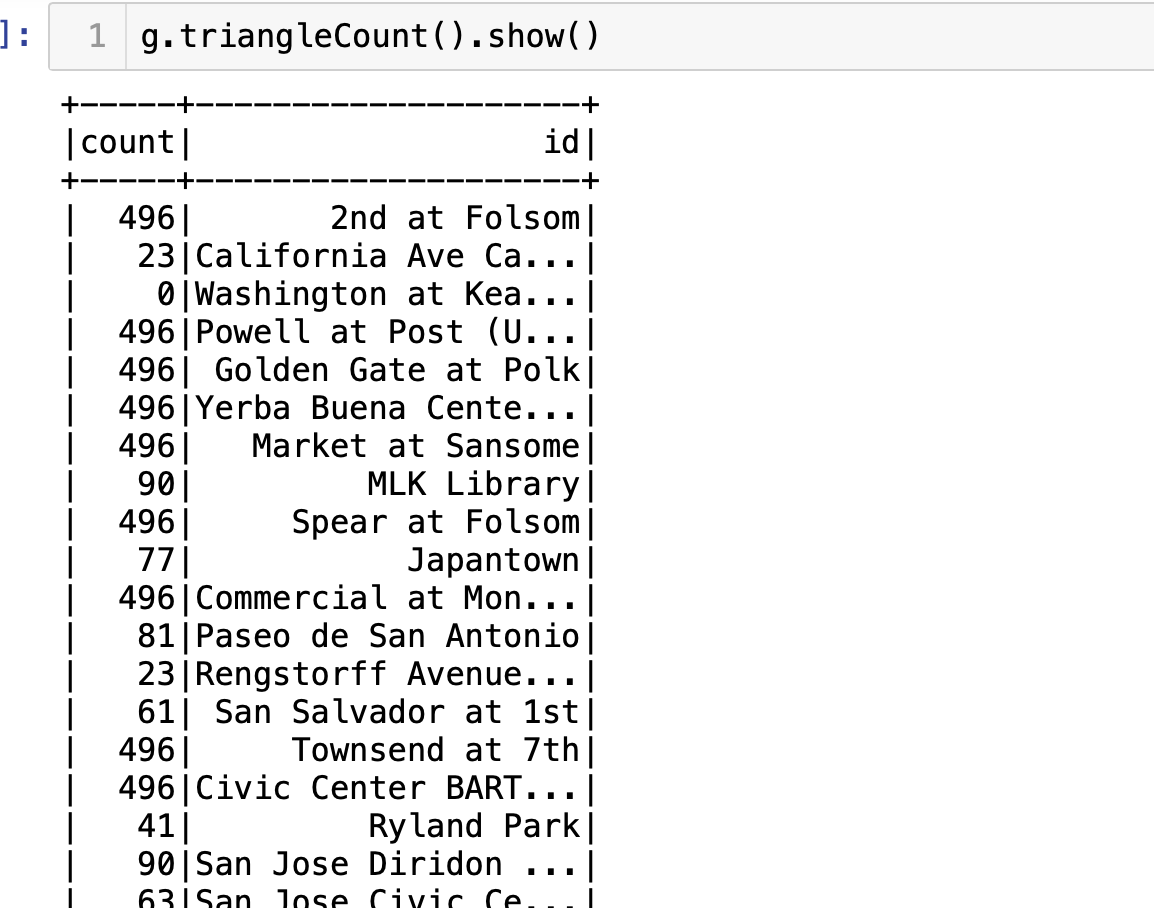 ]:
1 g.triangleCount().show()
+-----+--------------------+
|count|                  id|
+-----+--------------------+
|  496|       2nd at Folsom|
|   23|California Ave Ca...|
|    0|Washington at Kea...|
|  496|Powell at Post (U...|
|  496| Golden Gate at Polk|
|  496|Yerba Buena Cente...|
|  496|   Market at Sansome|
|   90|         MLK Library|
|  496|     Spear at Folsom|
|   77|           Japantown|
|  496|Commercial at Mon...|
|   81|Paseo de San Antonio|
|   23|Rengstorff Avenue...|
|   61| San Salvador at 1st|
|  496|     Townsend at 7th|
|  496|Civic Center BART...|
|   41|         Ryland Park|
|   90|San Jose Diridon ...|
|   63|San Jose Civic Ce...|